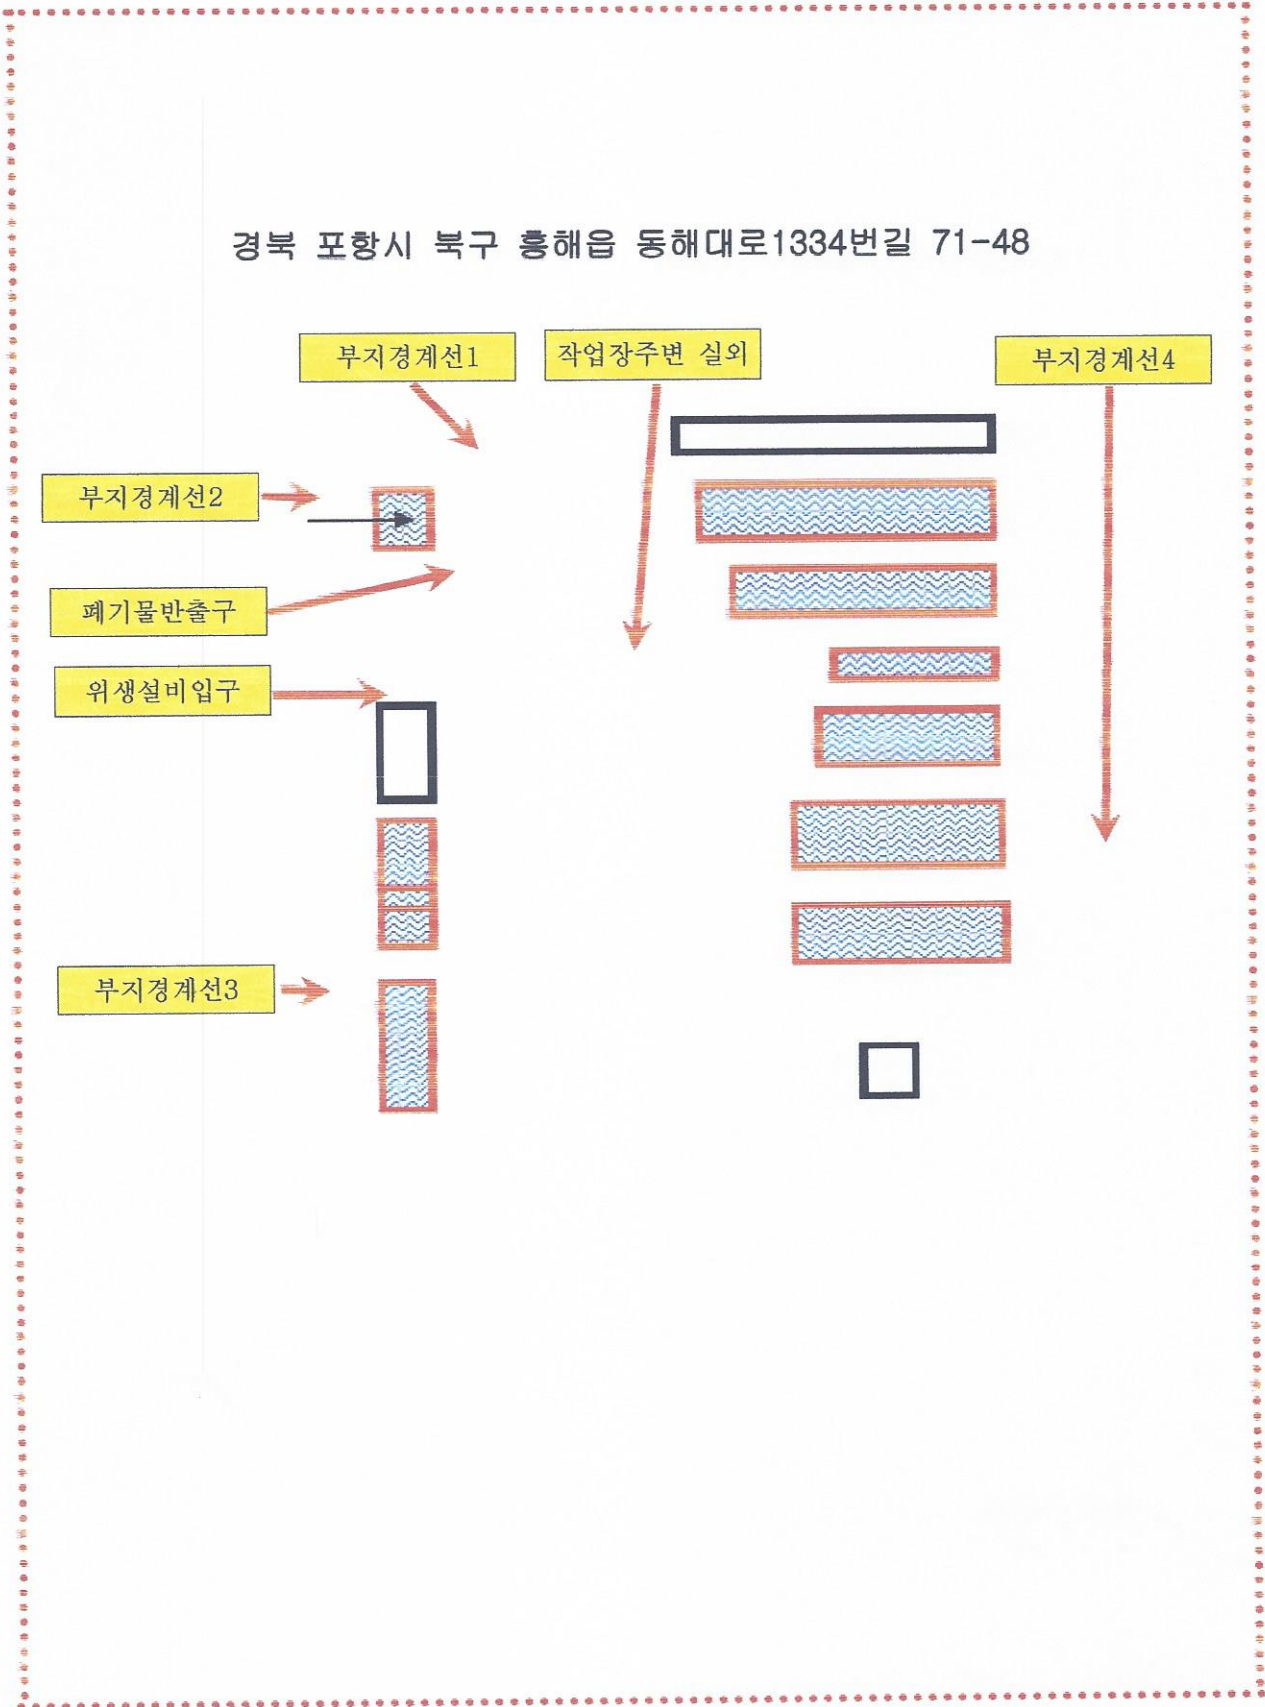 경북 포항시 북구 흥해읍 동해대로1334번길 71-48
부지경계선1
작업장주변 실외
부지경계선4
부지경계선2
폐기물반출구
위생설비입구
부지경계선3